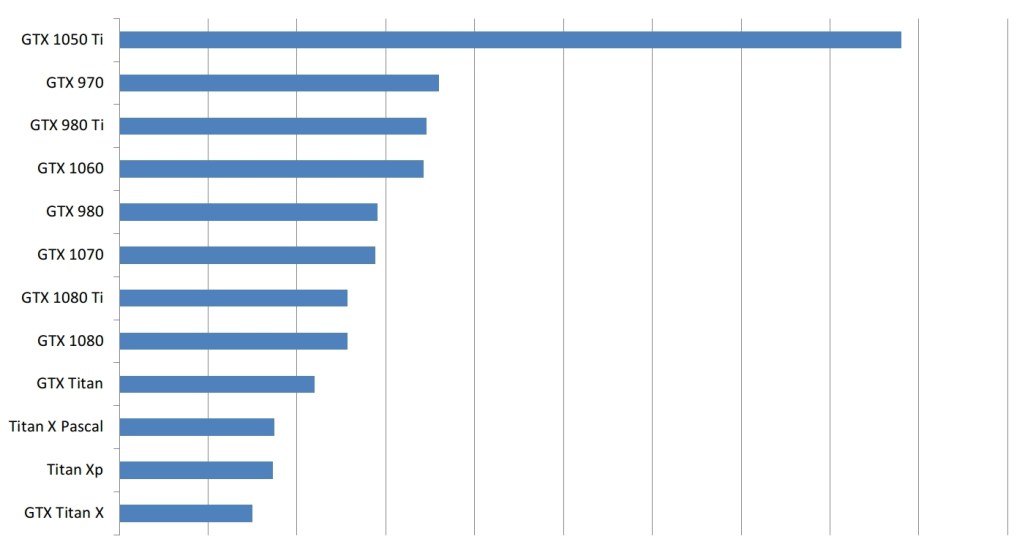 GTX 1050 Ti
GTX 970
GTX 980 Ti
GTX 1060
GTX 980
GTX 1070
GTX 1080 Ti
GTX 1080
GTX Titan
Titan X Pascal
Titan Xp
GTX Titan X